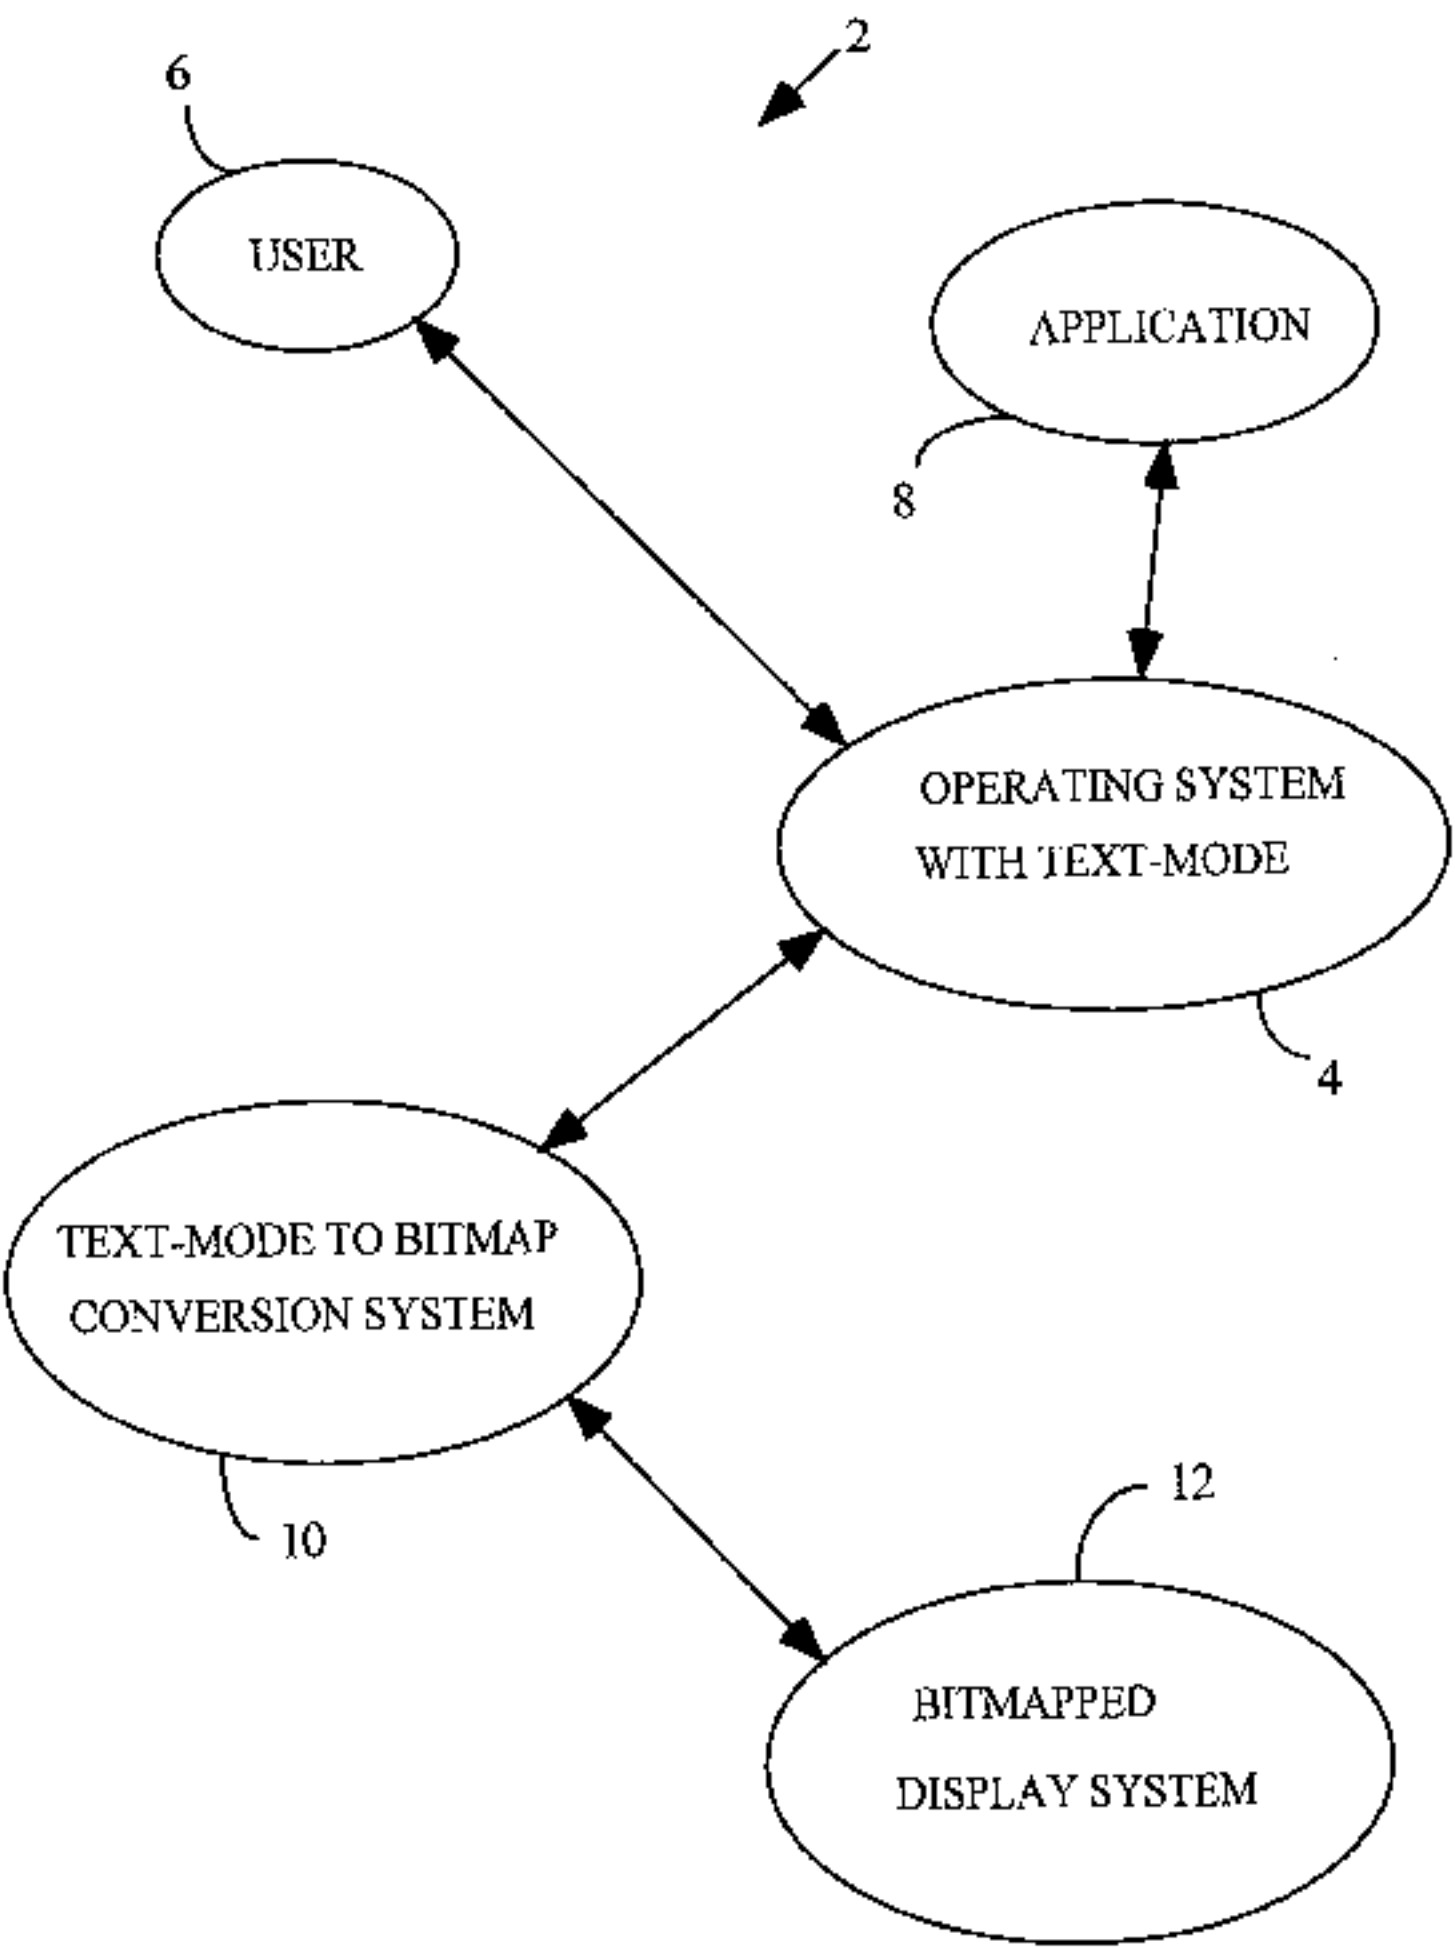 2
6
USER
APPLICATION
8
OPERATING SYSTEM
WITH TEXT-MODE
4
TEXT-MODE TO BITMAP
CONVERSION SYSTEM
10
12
BITMAPPED
DISPLAY SYSTEM